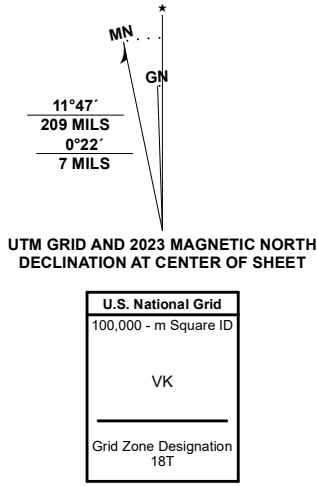 ★
MN
GN
11°47´
209 MILS
0°22´
7 MILS
UTM GRID AND 2023 MAGNETIC NORTH
DECLINATION AT CENTER OF SHEET
U.S. National Grid
100,000 - m Square ID
VK
Grid Zone Designation
18T